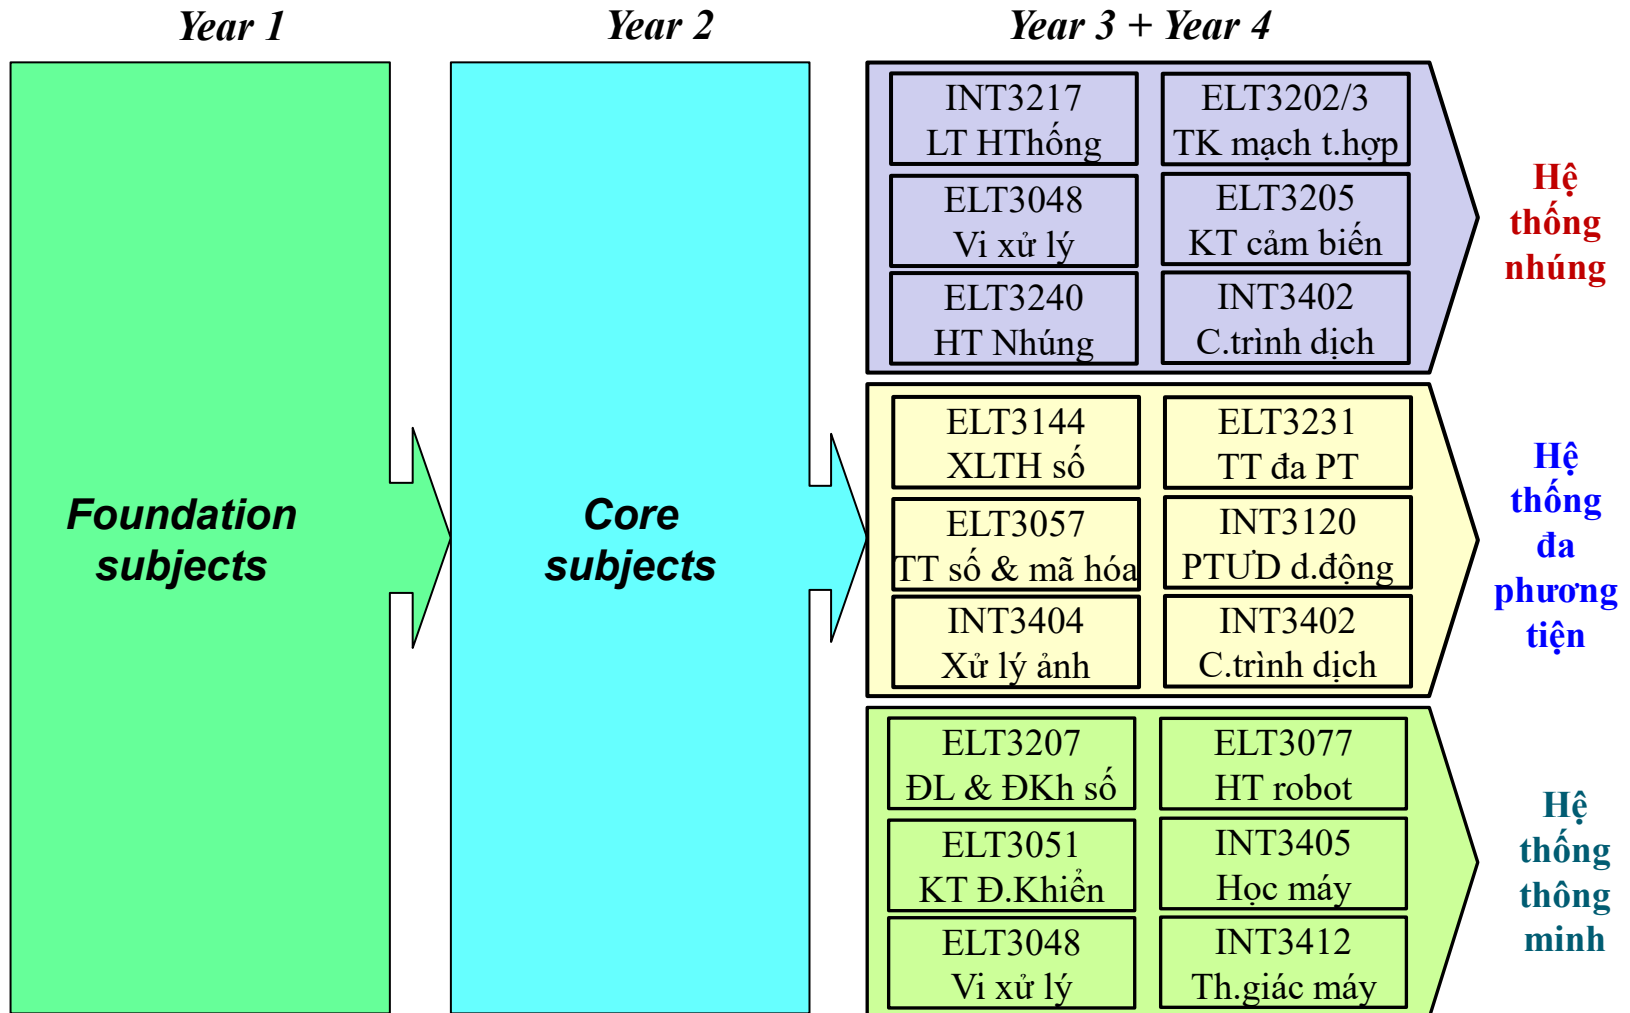 Year 1
Year 2
Year 3 + Year 4
Foundation
subjects
Core
subjects
INT3217
LT HThống
ELT3202/3
TK mạch t.hợp
ELT3048
Vi xử lý
ELT3205
KT cảm biến
ELT3240
HT Nhúng
INT3402
C.trình dịch
Hệ
thống
nhúng
ELT3144
XLTH số
ELT3231
TT đa PT
ELT3057
TT số & mã hóa
INT3120
PTƯD d.động
INT3404
Xử lý ảnh
INT3402
C.trình dịch
Hệ
thống
đa
phương
tiện
ELT3207
ĐL & ĐKh số
ELT3077
HT robot
ELT3051
KT Đ.Khiển
INT3405
Học máy
ELT3048
Vi xử lý
INT3412
Th.giác máy
Hệ
thống
thông
minh